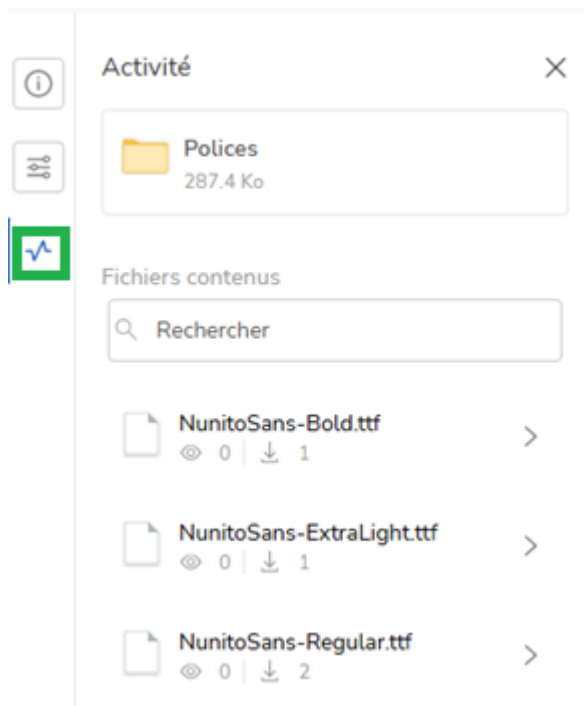 Activité
Polices
287.4 Ko
Fichiers contenus
Rechercher
NunitoSans-Bold.ttf
0 1
NunitoSans-ExtraLight.ttf
0 1
NunitoSans-Regular.ttf
0 2